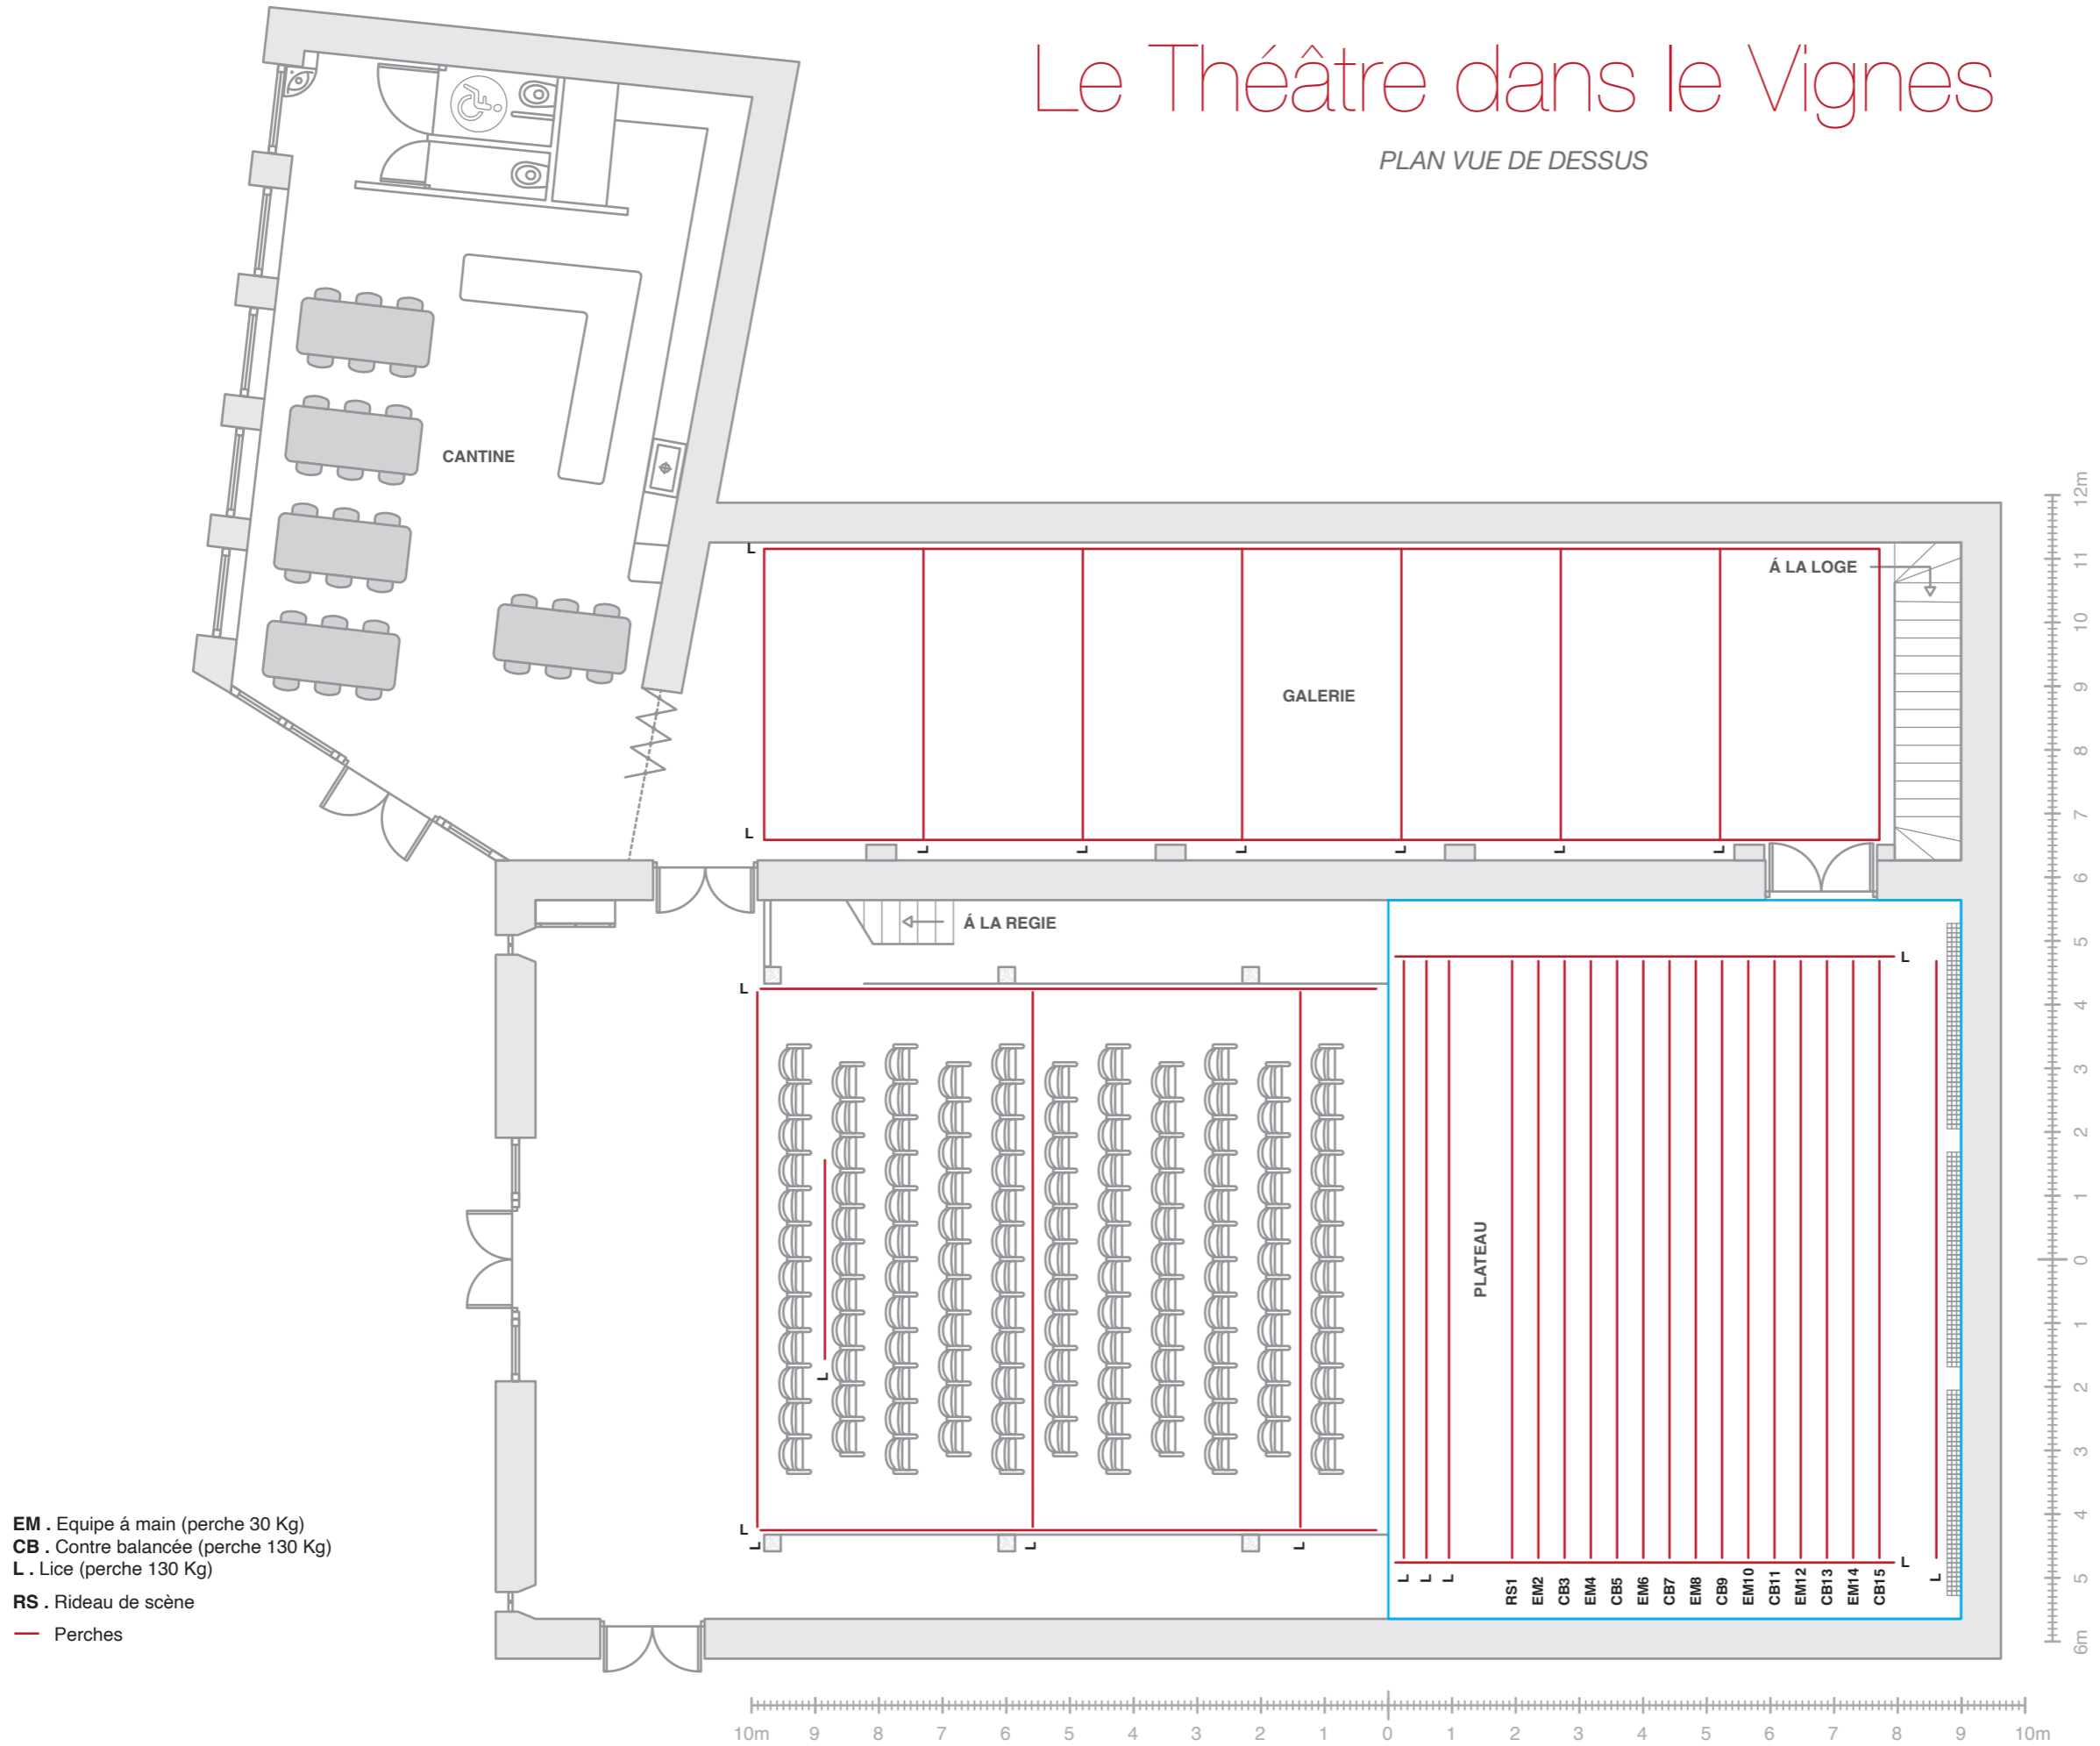 Le Théâtre dans le Vignes
PLAN VUE DE DESSUS
CANTINE
L
Á LA LOGE
GALERIE
L
L
L
L
L
L
L
Á LA REGIE
L
L
PLATEAU
L
L
L
L
L
L
L
L
L
L
RS1
EM2
CB3
EM4
CB5
EM6
CB7
EM8
CB9
EM10
CB11
EM12
CB13
EM14
CB15
L
12m
11
10
9
8
7
6
5
4
3
2
1
0
1
2
3
4
5
6m
EM . Equipe á main (perche 30 Kg)
CB . Contre balancée (perche 130 Kg)
L . Lice (perche 130 Kg)
RS . Rideau de scène
Perches
10m 9 8 7 6 5 4 3 2 1 0 1 2 3 4 5 6 7 8 9 10m